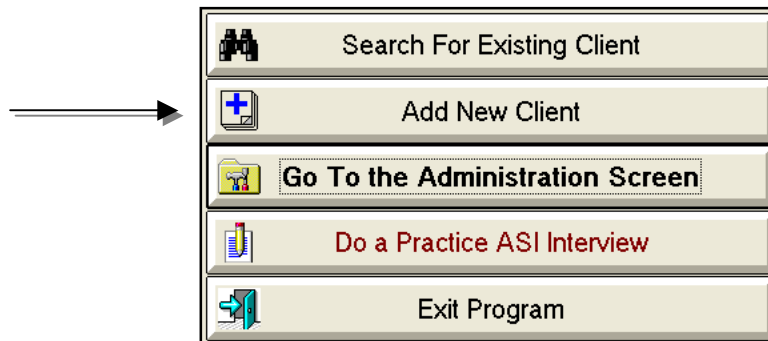 Search For Existing Client
Add New Client
Go To the Administration Screen
Do a Practice ASI Interview
Exit Program